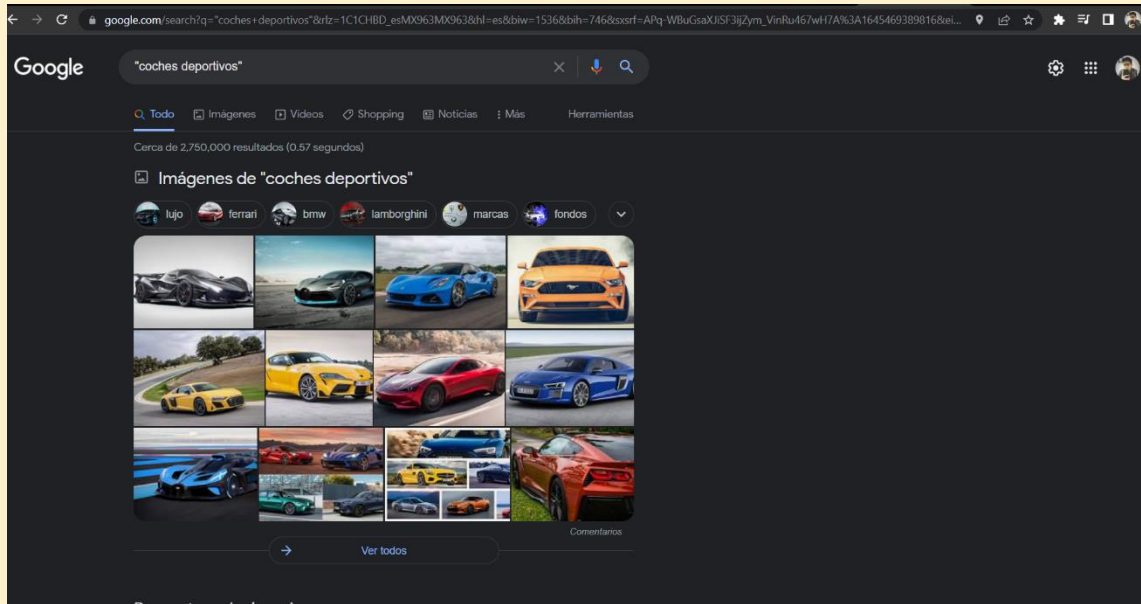 google.com/search?q="coches+deportivos"&rlz=1C1CHBD_esMX963MX963&hl=es&biw=1536&bih=746&sxsrf=APq-WBuGsaXJiSF3ijZym_VinRu467wH7A%3A1645469389816&ei...
Google
"coches deportivos"
Todo Imágenes Videos Shopping Noticias Más Herramientas
Cerca de 2,750,000 resultados (0.57 segundos)
Imágenes de "coches deportivos"
lujo ferrari bmw lamborghini marcas fondos
Comentarios
Ver todos